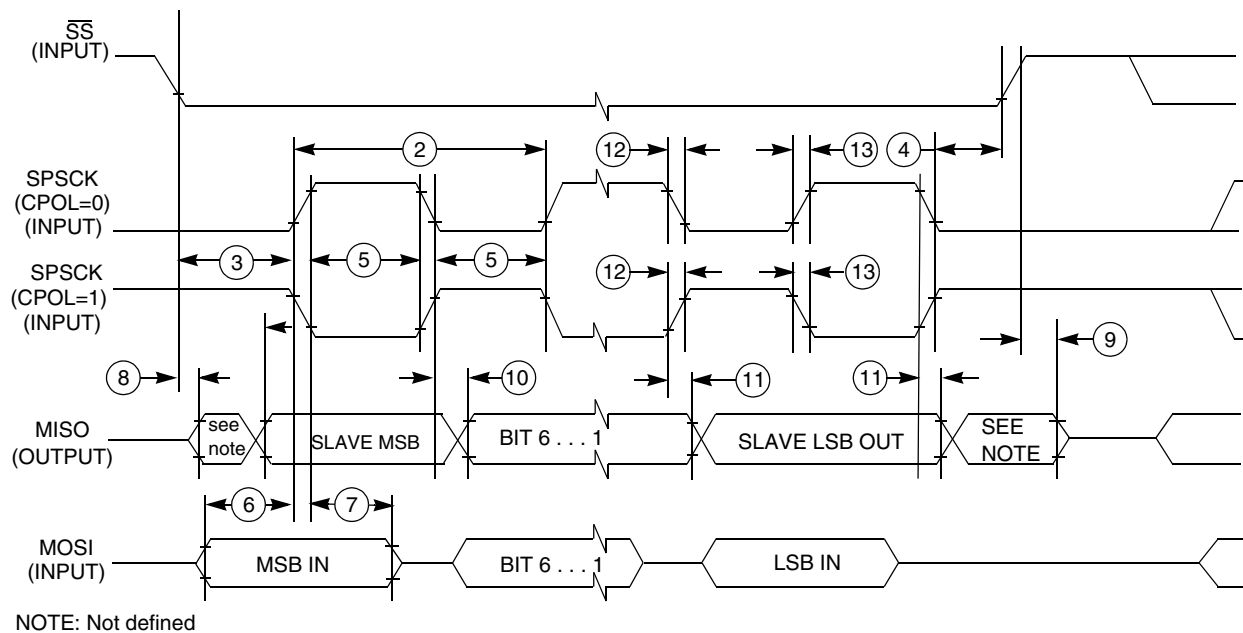 SS
(INPUT)
2
12
13
4
SPSCK
(CPOL=0)
(INPUT)
3
5
5
12
13
SPSCK
(CPOL=1)
(INPUT)
8
10
11
11
9
MISO
(OUTPUT)
see
note
SLAVE MSB
BIT 6 . . . 1
SLAVE LSB OUT
SEE
NOTE
6
7
MOSI
(INPUT)
MSB IN
BIT 6 . . . 1
LSB IN
NOTE: Not defined